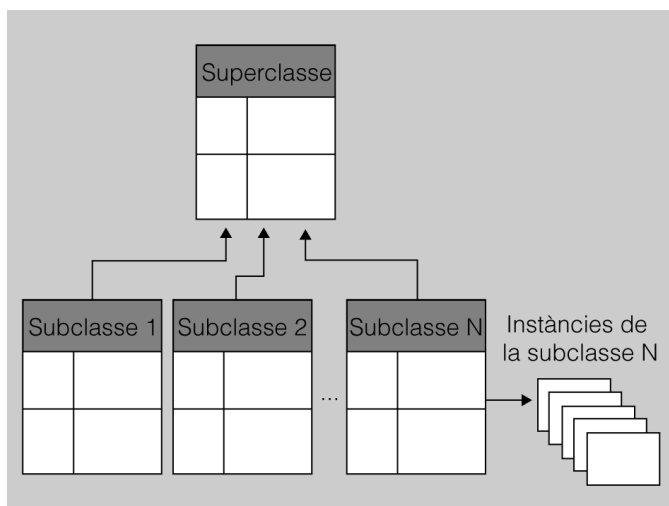 Superclasse
Subclasse 1
Subclasse 2
Subclasse N
...
Instàncies de
la subclasse N